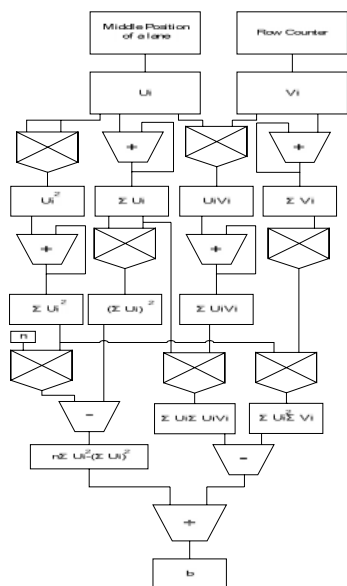 Middle Position
of a lane
Row Counter
Ui
Vi
+
+
Ui²
Σ Ui
UiVi
Σ Vi
+
+
Σ Ui²
(Σ Ui)²
Σ UiVi
n
-
Σ UiΣ UiVi
Σ Ui²Σ Vi
nΣ Ui²-(Σ Ui)²
-
÷
b